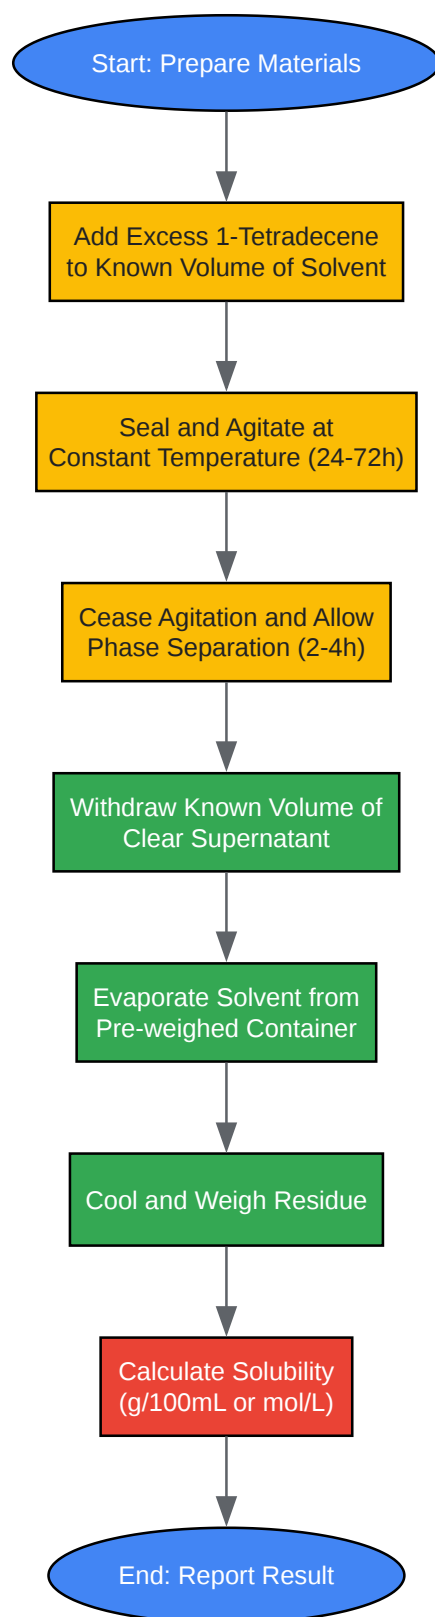 Start: Prepare Materials
Add Excess 1-Tetradecene
to Known Volume of Solvent
Seal and Agitate at
Constant Temperature (24-72h)
Cease Agitation and Allow
Phase Separation (2-4h)
Withdraw Known Volume of
Clear Supernatant
Evaporate Solvent from
Pre-weighed Container
Cool and Weigh Residue
Calculate Solubility
(g/100mL or mol/L)
End: Report Result